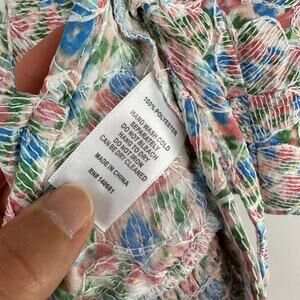 100% POLYESTER
HAND WASH COLD
SEPARATELY
DO NOT BLEACH
HANG TO DRY
DO NOT IRON
CAN BE DRY CLEANED
MADE IN CHINA
RN# 140681